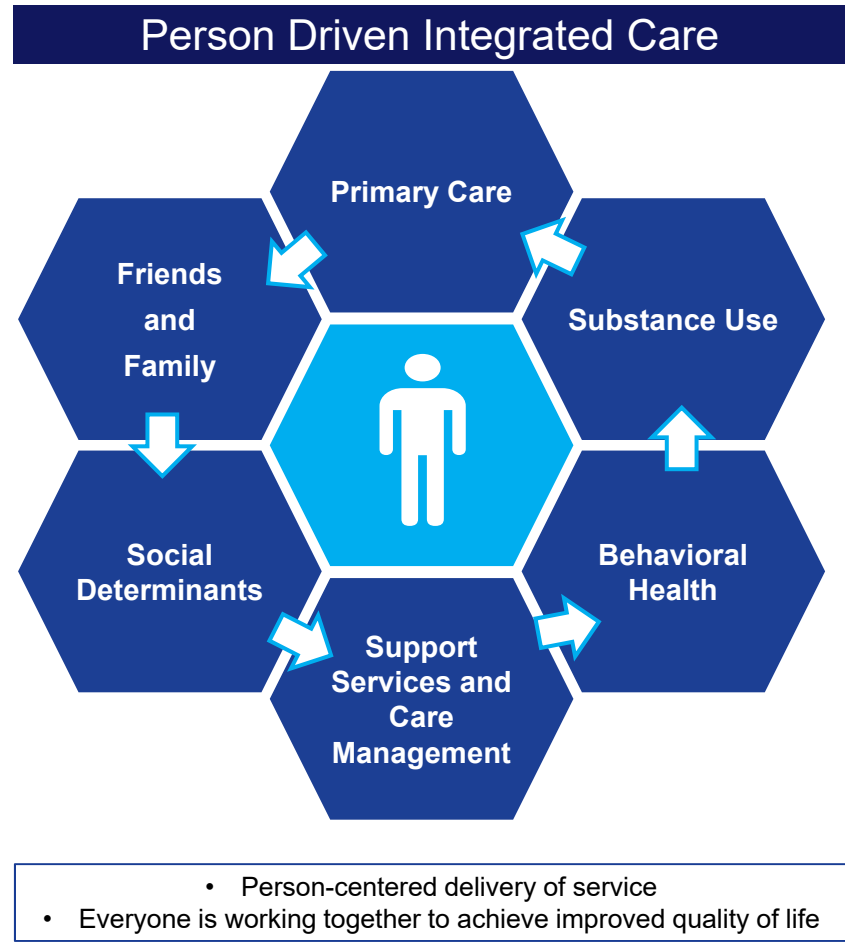 Person Driven Integrated Care
Primary Care
Friends
and
Family
Substance Use
Social
Determinants
Behavioral
Health
Support
Services and
Care
Management
• Person-centered delivery of service
• Everyone is working together to achieve improved quality of life